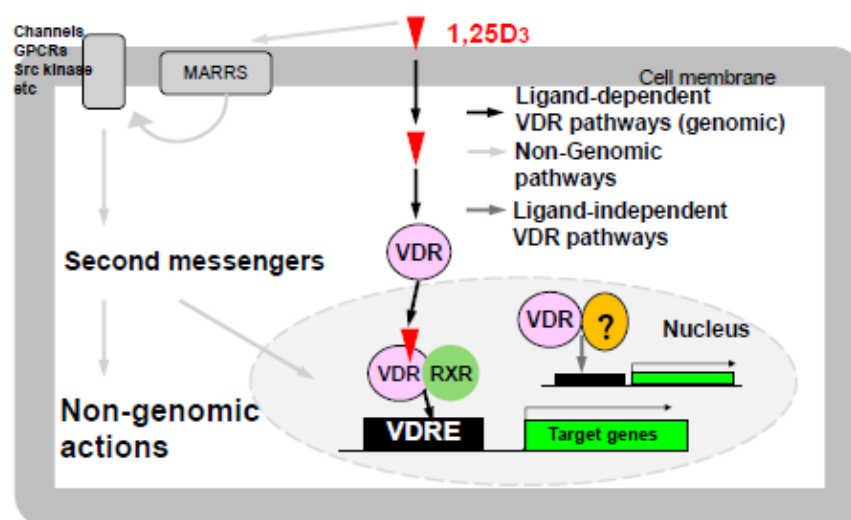 Channels
GPCRs
Src kinase
etc
MARRS
1,25D3
Cell membrane
Ligand-dependent
VDR pathways (genomic)
Non-Genomic
pathways
Ligand-independent
VDR pathways
VDR
Second messengers
VDR
?
Nucleus
VDR
RXR
Non-genomic
actions
VDRE
Target genes